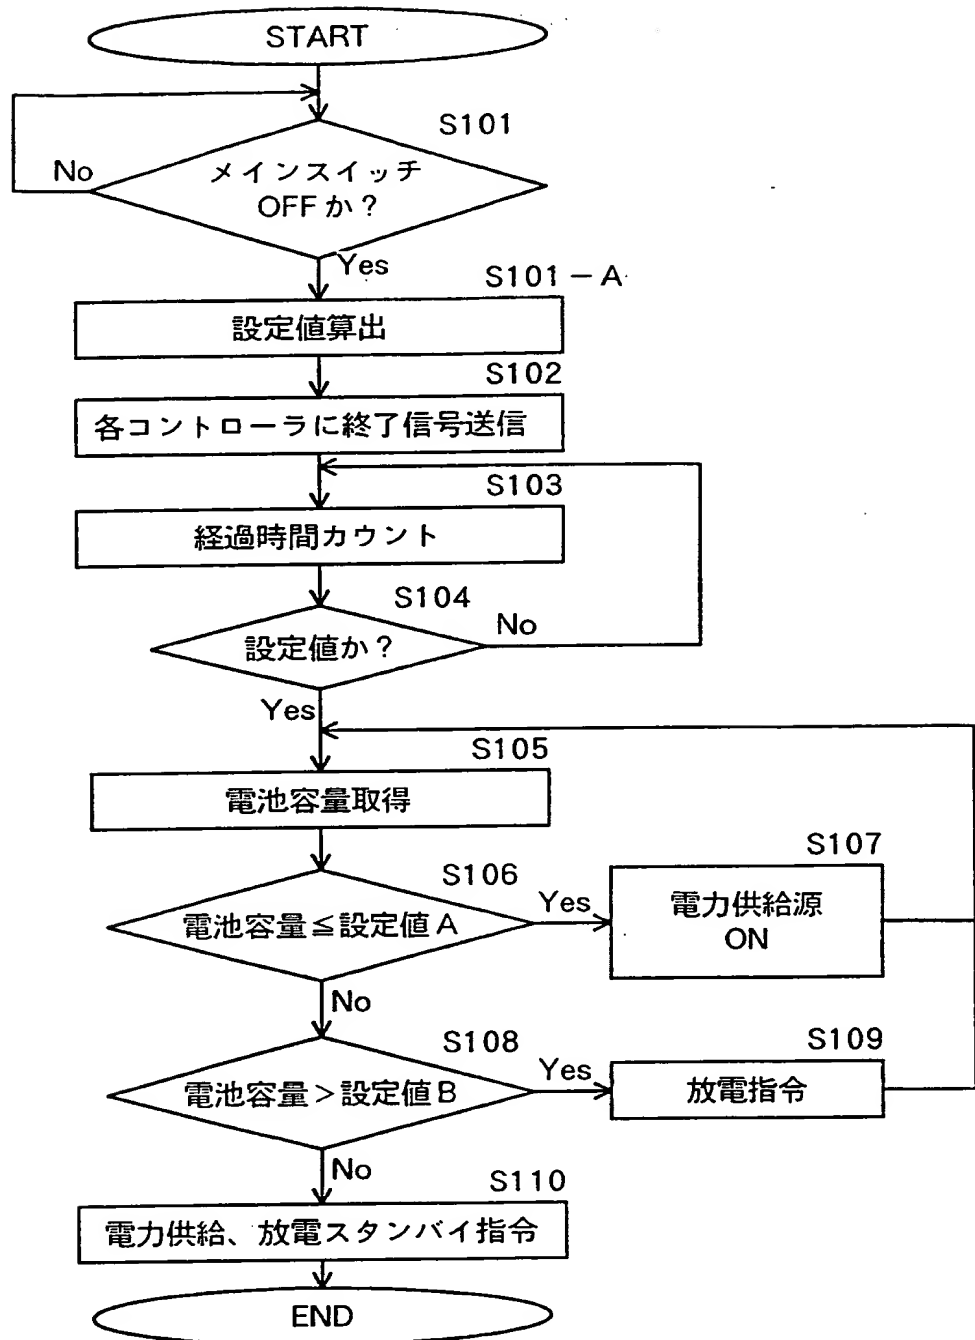 START
S101
No
メインスイッチ
OFFか?
Yes
S101-A
設定値算出
S102
各コントローラに終了信号送信
S103
経過時間カウント
S104
設定値か?
No
Yes
S105
電池容量取得
S106
電池容量≦設定値A
Yes
S107
電力供給源
ON
No
S108
電池容量>設定値B
Yes
S109
放電指令
No
S110
電力供給、放電スタンバイ指令
END